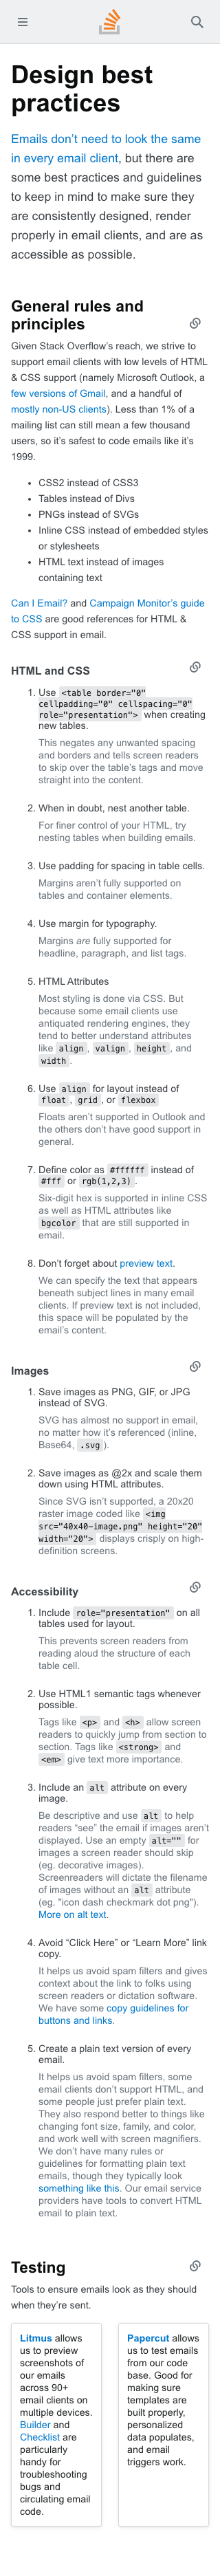 Design best
practices
Emails don’t need to look the same
in every email client, but there are
some best practices and guidelines
to keep in mind to make sure they
are consistently designed, render
properly in email clients, and are as
accessible as possible.
General rules and
principles
Given Stack Overflow’s reach, we strive to
support email clients with low levels of HTML
& CSS support (namely Microsoft Outlook, a
few versions of Gmail, and a handful of
mostly non-US clients). Less than 1% of a
mailing list can still mean a few thousand
users, so it’s safest to code emails like it’s
1999.
• CSS2 instead of CSS3
• Tables instead of Divs
• PNGs instead of SVGs
• Inline CSS instead of embedded styles
or stylesheets
• HTML text instead of images
containing text
Can I Email? and Campaign Monitor’s guide
to CSS are good references for HTML &
CSS support in email.
HTML and CSS
1. Use <table border="0"
cellpadding="0" cellspacing="0"
role="presentation"> when creating
new tables.
This negates any unwanted spacing
and borders and tells screen readers
to skip over the table’s tags and move
straight into the content.
2. When in doubt, nest another table.
For finer control of your HTML, try
nesting tables when building emails.
3. Use padding for spacing in table cells.
Margins aren’t fully supported on
tables and container elements.
4. Use margin for typography.
Margins are fully supported for
headline, paragraph, and list tags.
5. HTML Attributes
Most styling is done via CSS. But
because some email clients use
antiquated rendering engines, they
tend to better understand attributes
like align, valign, height, and
width.
6. Use align for layout instead of
float, grid, or flexbox
Floats aren’t supported in Outlook and
the others don’t have good support in
general.
7. Define color as #ffffff instead of
#fff or rgb(1,2,3).
Six-digit hex is supported in inline CSS
as well as HTML attributes like
bgcolor that are still supported in
email.
8. Don’t forget about preview text.
We can specify the text that appears
beneath subject lines in many email
clients. If preview text is not included,
this space will be populated by the
email’s content.
Images
1. Save images as PNG, GIF, or JPG
instead of SVG.
SVG has almost no support in email,
no matter how it’s referenced (inline,
Base64, .svg).
2. Save images as @2x and scale them
down using HTML attributes.
Since SVG isn’t supported, a 20x20
raster image coded like <img
src="40x40-image.png" height="20"
width="20"> displays crisply on high-
definition screens.
Accessibility
1. Include role="presentation" on all
tables used for layout.
This prevents screen readers from
reading aloud the structure of each
table cell.
2. Use HTML1 semantic tags whenever
possible.
Tags like <p> and <h> allow screen
readers to quickly jump from section to
section. Tags like <strong> and
<em> give text more importance.
3. Include an alt attribute on every
image.
Be descriptive and use alt to help
readers “see” the email if images aren’t
displayed. Use an empty alt="" for
images a screen reader should skip
(eg. decorative images).
Screenreaders will dictate the filename
of images without an alt attribute
(eg. "icon dash checkmark dot png").
More on alt text.
4. Avoid “Click Here” or “Learn More” link
copy.
It helps us avoid spam filters and gives
context about the link to folks using
screen readers or dictation software.
We have some copy guidelines for
buttons and links.
5. Create a plain text version of every
email.
It helps us avoid spam filters, some
email clients don’t support HTML, and
some people just prefer plain text.
They also respond better to things like
changing font size, family, and color,
and work well with screen magnifiers.
We don’t have many rules or
guidelines for formatting plain text
emails, though they typically look
something like this. Our email service
providers have tools to convert HTML
email to plain text.
Testing
Tools to ensure emails look as they should
when they’re sent.
Litmus allows
us to preview
screenshots of
our emails
across 90+
email clients on
multiple devices.
Builder and
Checklist are
particularly
handy for
troubleshooting
bugs and
circulating email
code.
Papercut allows
us to test emails
from our code
base. Good for
making sure
templates are
built properly,
personalized
data populates,
and email
triggers work.